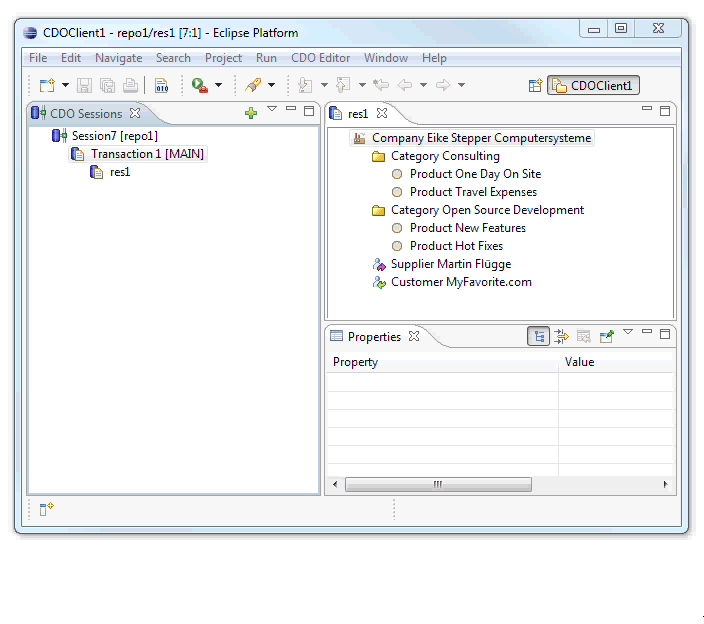 CDOClient1 - repo1/res1 [7:1] - Eclipse Platform
File Edit Navigate Search Project Run CDO Editor Window Help
010
CDOClient1
CDO Sessions
Session7 [repo1]
Transaction 1 [MAIN]
res1
res1
Company Eike Stepper Computersysteme
Category Consulting
Product One Day On Site
Product Travel Expenses
Category Open Source Development
Product New Features
Product Hot Fixes
Supplier Martin Flügge
Customer MyFavorite.com
Properties
Property Value